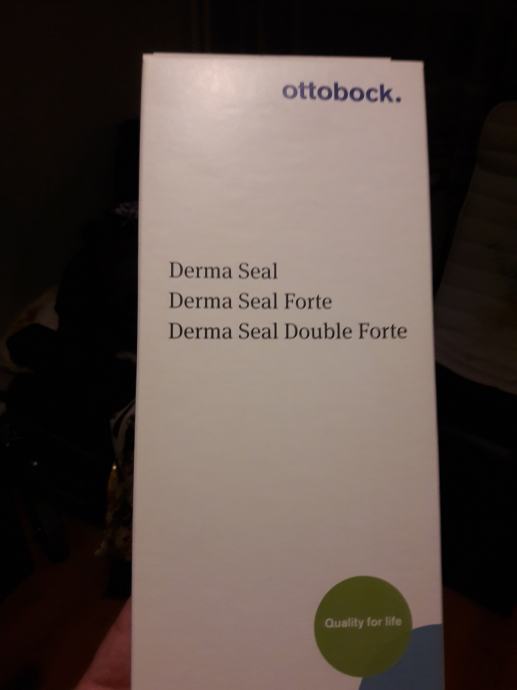 ottobock.
Derma Seal
Derma Seal Forte
Derma Seal Double Forte
Quality for life